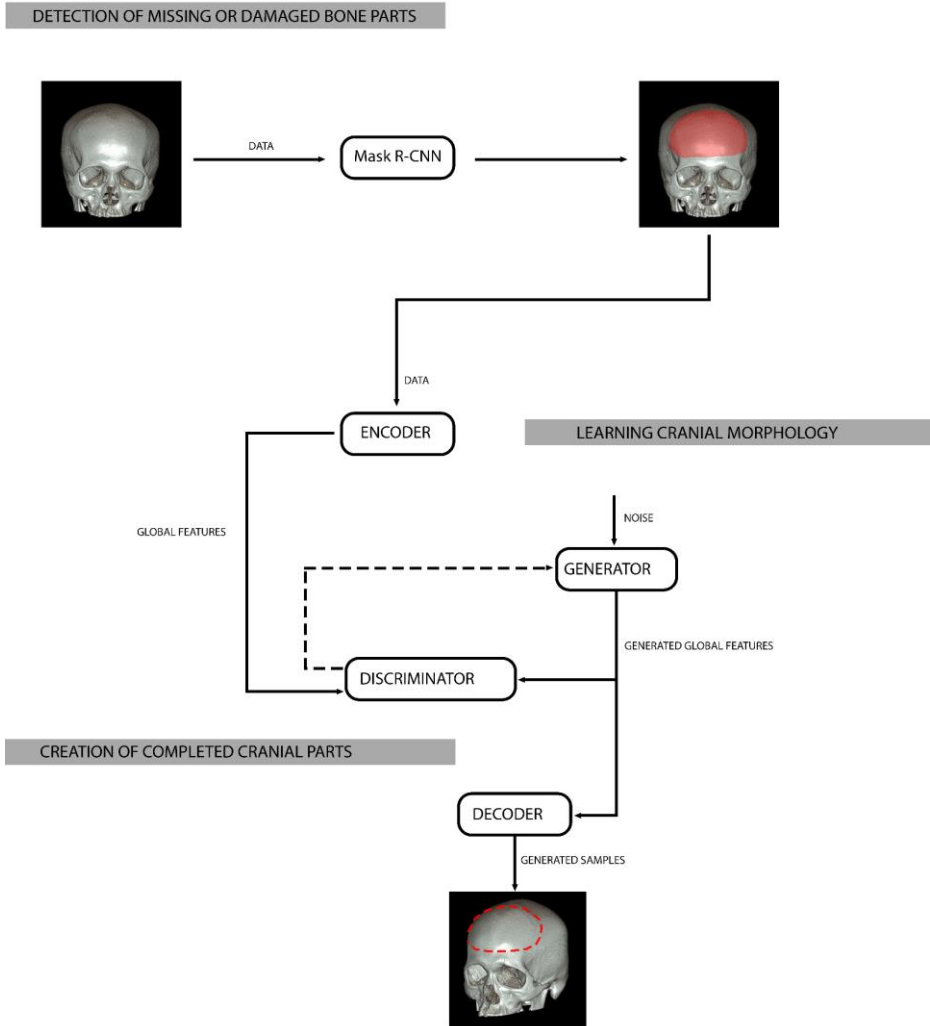 DETECTION OF MISSING OR DAMAGED BONE PARTS
DATA
Mask R-CNN
DATA
ENCODER
LEARNING CRANIAL MORPHOLOGY
NOISE
GLOBAL FEATURES
GENERATOR
GENERATED GLOBAL FEATURES
DISCRIMINATOR
CREATION OF COMPLETED CRANIAL PARTS
DECODER
GENERATED SAMPLES